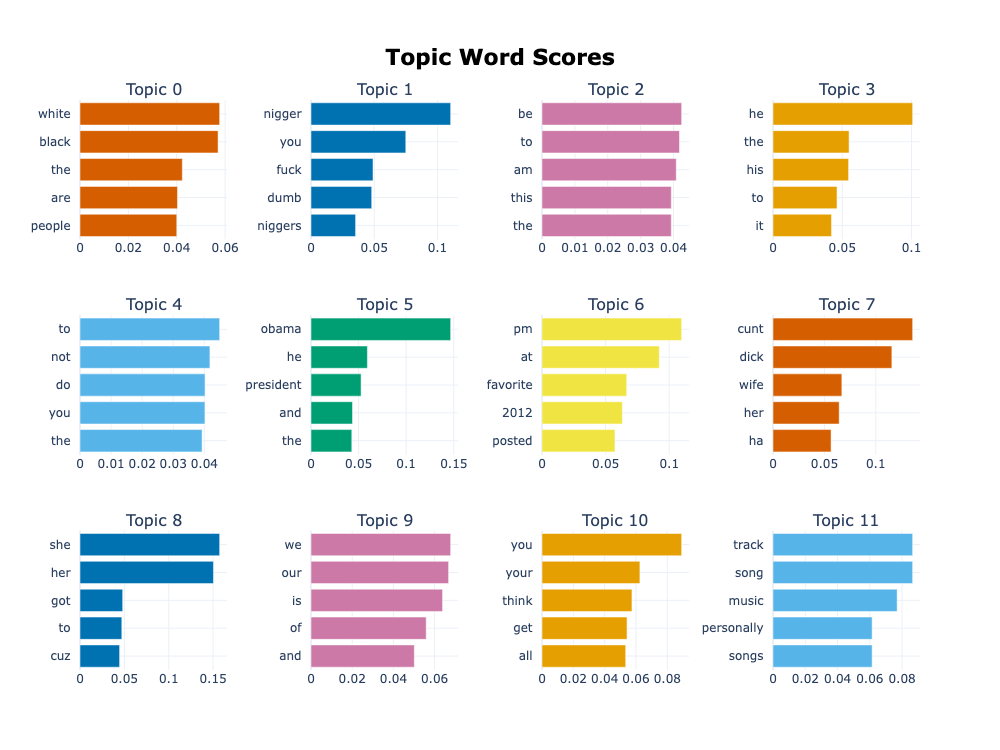 Topic Word Scores
Topic 0
white
black
the
are
people
0 0.02 0.04 0.06
Topic 1
nigger
you
fuck
dumb
niggers
0 0.05 0.1
Topic 2
be
to
am
this
the
0 0.01 0.02 0.03 0.04
Topic 3
he
the
his
to
it
0 0.05 0.1
Topic 4
to
not
do
you
the
0 0.01 0.02 0.03 0.04
Topic 5
obama
he
president
and
the
0 0.05 0.1 0.15
Topic 6
pm
at
favorite
2012
posted
0 0.05 0.1
Topic 7
cunt
dick
wife
her
ha
0 0.05 0.1
Topic 8
she
her
got
to
cuz
0 0.05 0.1 0.15
Topic 9
we
our
is
of
and
0 0.02 0.04 0.06
Topic 10
you
your
think
get
all
0 0.02 0.04 0.06 0.08
Topic 11
track
song
music
personally
songs
0 0.02 0.04 0.06 0.08